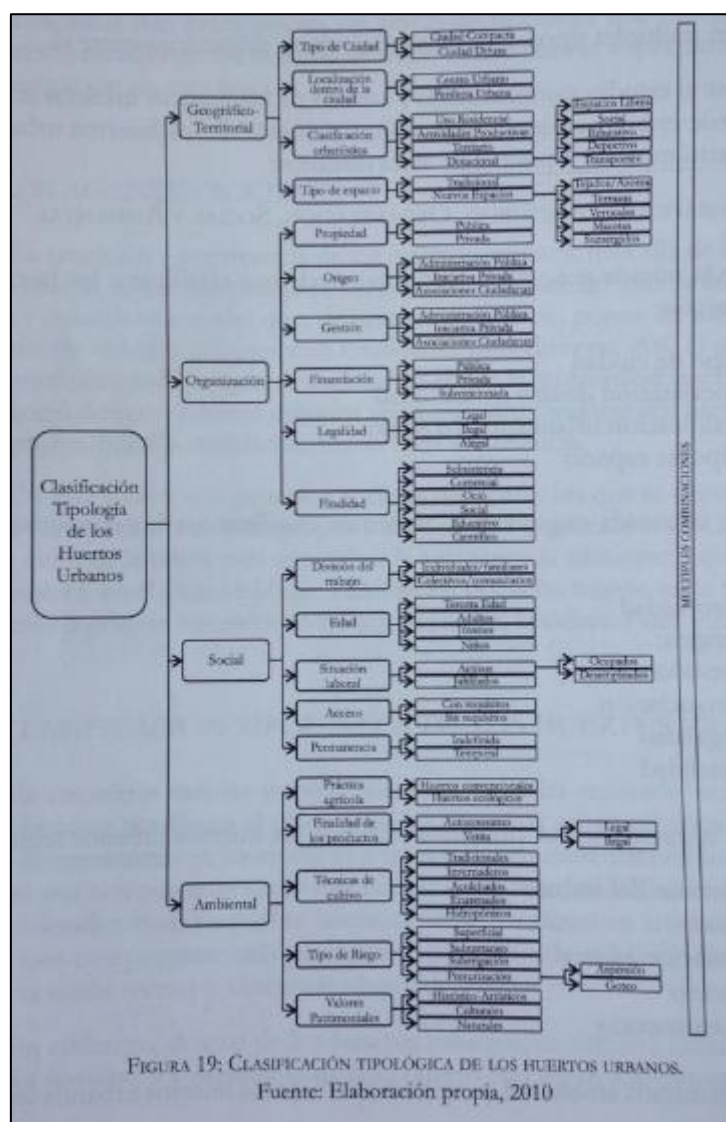 Clasificación
Tipología
de los
Huertos
Urbanos
Geográfico-
Territorial
Tipo de Ciudad
Ciudad Compacta
Ciudad Difusa
Localización
dentro de la
ciudad
Centro Urbano
Periferia Urbana
Clasificación
urbanística
Uso Residencial
Actividades Productivas
Terciario
Dotacional
Espacios Libres
Social
Educativo
Deportivo
Transportes
Tipo de espacio
Tradicional
Nuevos Espacios
Tejados/Azotea
Terrazas
Verticales
Macetas
Sumergidos
Organización
Propiedad
Pública
Privada
Origen
Administración Pública
Iniciativa Privada
Asociaciones Ciudadanas
Gestión
Administración Pública
Iniciativa Privada
Asociaciones Ciudadanas
Financiación
Pública
Privada
Subvencionada
Legalidad
Legal
Ilegal
Alegal
Finalidad
Subsistencia
Comercial
Ocio
Social
Educativo
Científico
Social
División del
trabajo
Individuales/familiares
Colectivos/comunitarios
Edad
Tercera Edad
Adultos
Jóvenes
Niños
Situación
laboral
Activos
Jubilados
Ocupados
Desempleados
Acceso
Con requisitos
Sin requisitos
Permanencia
Indefinida
Temporal
Ambiental
Práctica
agrícola
Huertos convencionales
Huertos ecológicos
Finalidad de
los productos
Autoconsumo
Venta
Legal
Ilegal
Técnicas de
cultivo
Tradicionales
Invernaderos
Acolchados
Enarenados
Hidropónicos
Tipo de Riego
Superficial
Subterráneo
Subirrigación
Presurización
Aspersión
Goteo
Valores
Patrimoniales
Histórico-Artísticos
Culturales
Naturales
MÚLTIPLES COMBINACIONES
FIGURA 19: CLASIFICACIÓN TIPOLÓGICA DE LOS HUERTOS URBANOS.
Fuente: Elaboración propia, 2010